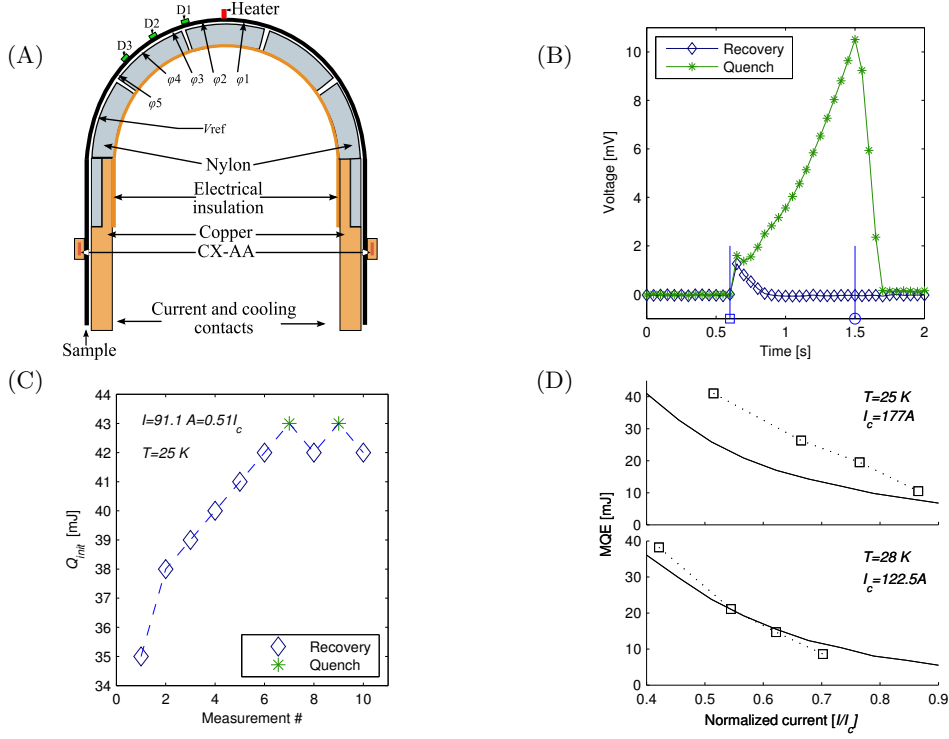 (A)
Heater
D1
D2
D3
φ5
φ4
φ3
φ2
φ1
Vref
Nylon
Electrical
insulation
Copper
CX-AA
Current and cooling
contacts
Sample
(B)
Recovery
Quench
Voltage [mV]
10
8
6
4
2
0
0
0.5
1
1.5
2
Time [s]
(C)
I=91.1 A=0.51Ic
T=25 K
Qinit [mJ]
44
43
42
41
40
39
38
37
36
35
34
Recovery
Quench
0
2
4
6
8
10
Measurement #
(D)
T=25 K
Ic=177A
40
30
20
10
0
MQE [mJ]
T=28 K
Ic=122.5A
40
30
20
10
0
0.4
0.5
0.6
0.7
0.8
0.9
Normalized current [I/Ic]